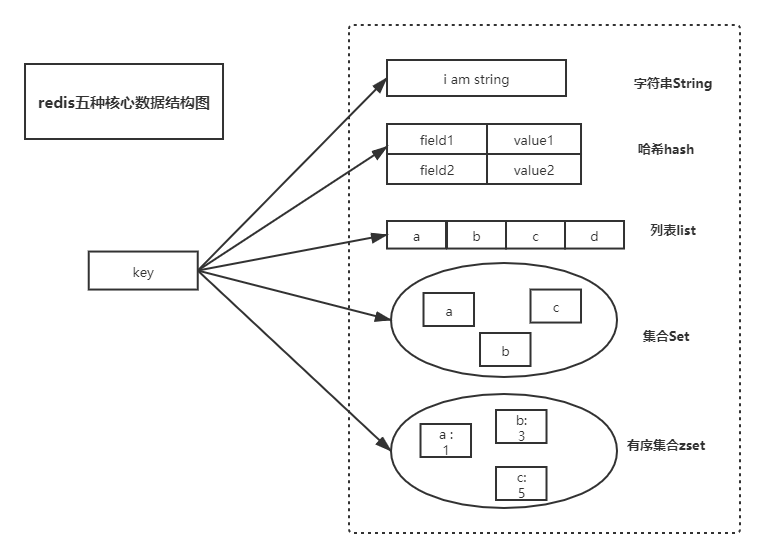 redis五种核心数据结构图
key
i am string
字符串String
field1 value1
field2 value2
哈希hash
a b c d
列表list
a
c
b
集合Set
a :
1
b:
3
c:
5
有序集合zset